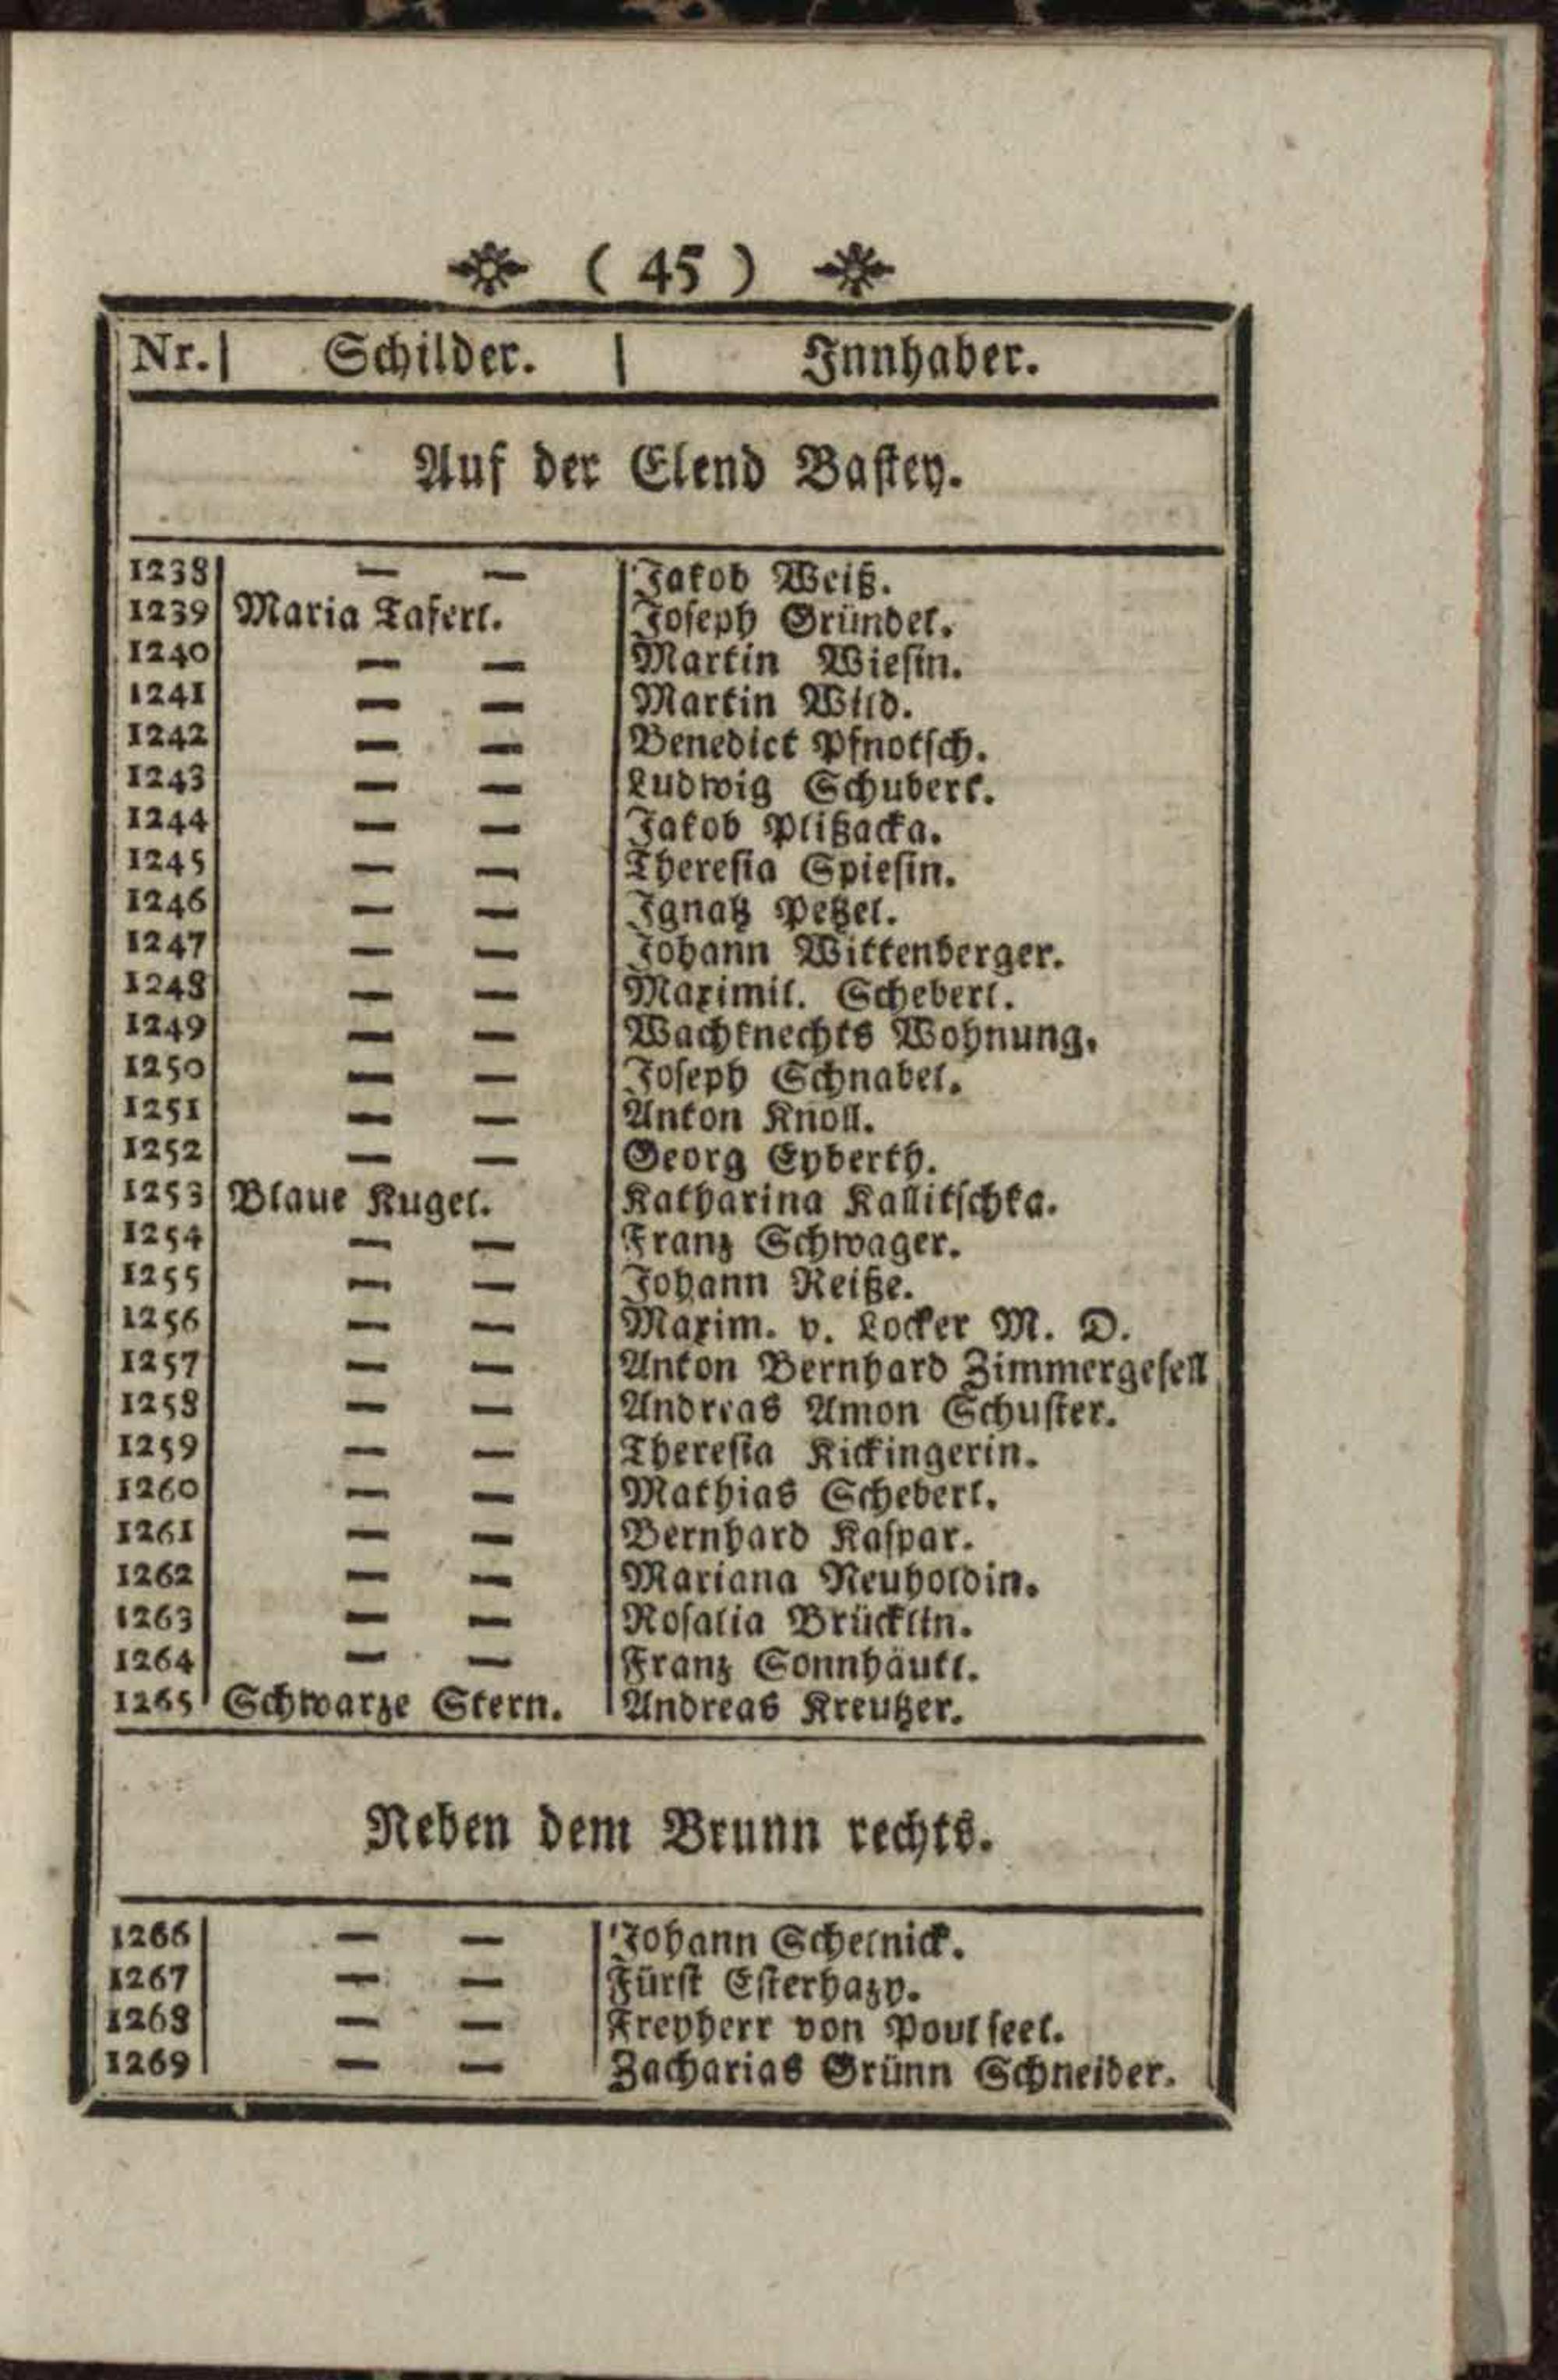 ( 45 )
Nr. | Schilder. | Innhaber.
Auf der Elend Bastey.
1238 — — Jakob Weiß.
1239 Maria Taferl. Joseph Gründel.
1240 — — Martin Wiesin.
1241 — — Martin Wild.
1242 — — Benedict Pfnotsch.
1243 — — Ludwig Schubert.
1244 — — Jakob Plißacka.
1245 — — Theresia Spiesin.
1246 — — Ignatz Petzel.
1247 — — Johann Wittenberger.
1248 — — Maximil. Scheberl.
1249 — — Wachtknechts Wohnung.
1250 — — Joseph Schnabel.
1251 — — Anton Knoll.
1252 — — Georg Eyberth.
1253 Blaue Kugel. Katharina Kallitschka.
1254 — — Franz Schwager.
1255 — — Johann Reiße.
1256 — — Maxim. v. Locker M. D.
1257 — — Anton Bernhard Zimmergesell
1258 — — Andreas Amon Schuster.
1259 — — Theresia Kickingerin.
1260 — — Mathias Scheberl.
1261 — — Bernhard Kaspar.
1262 — — Mariana Neuholdin.
1263 — — Rosalia Brücklin.
1264 — — Franz Sonnhäutl.
1265 Schwarze Stern. Andreas Kreutzer.
Neben dem Brunn rechts.
1266 — — Johann Schelnick.
1267 — — Fürst Esterhazy.
1268 — — Freyherr von Poutseel.
1269 — — Zacharias Grünn Schneider.